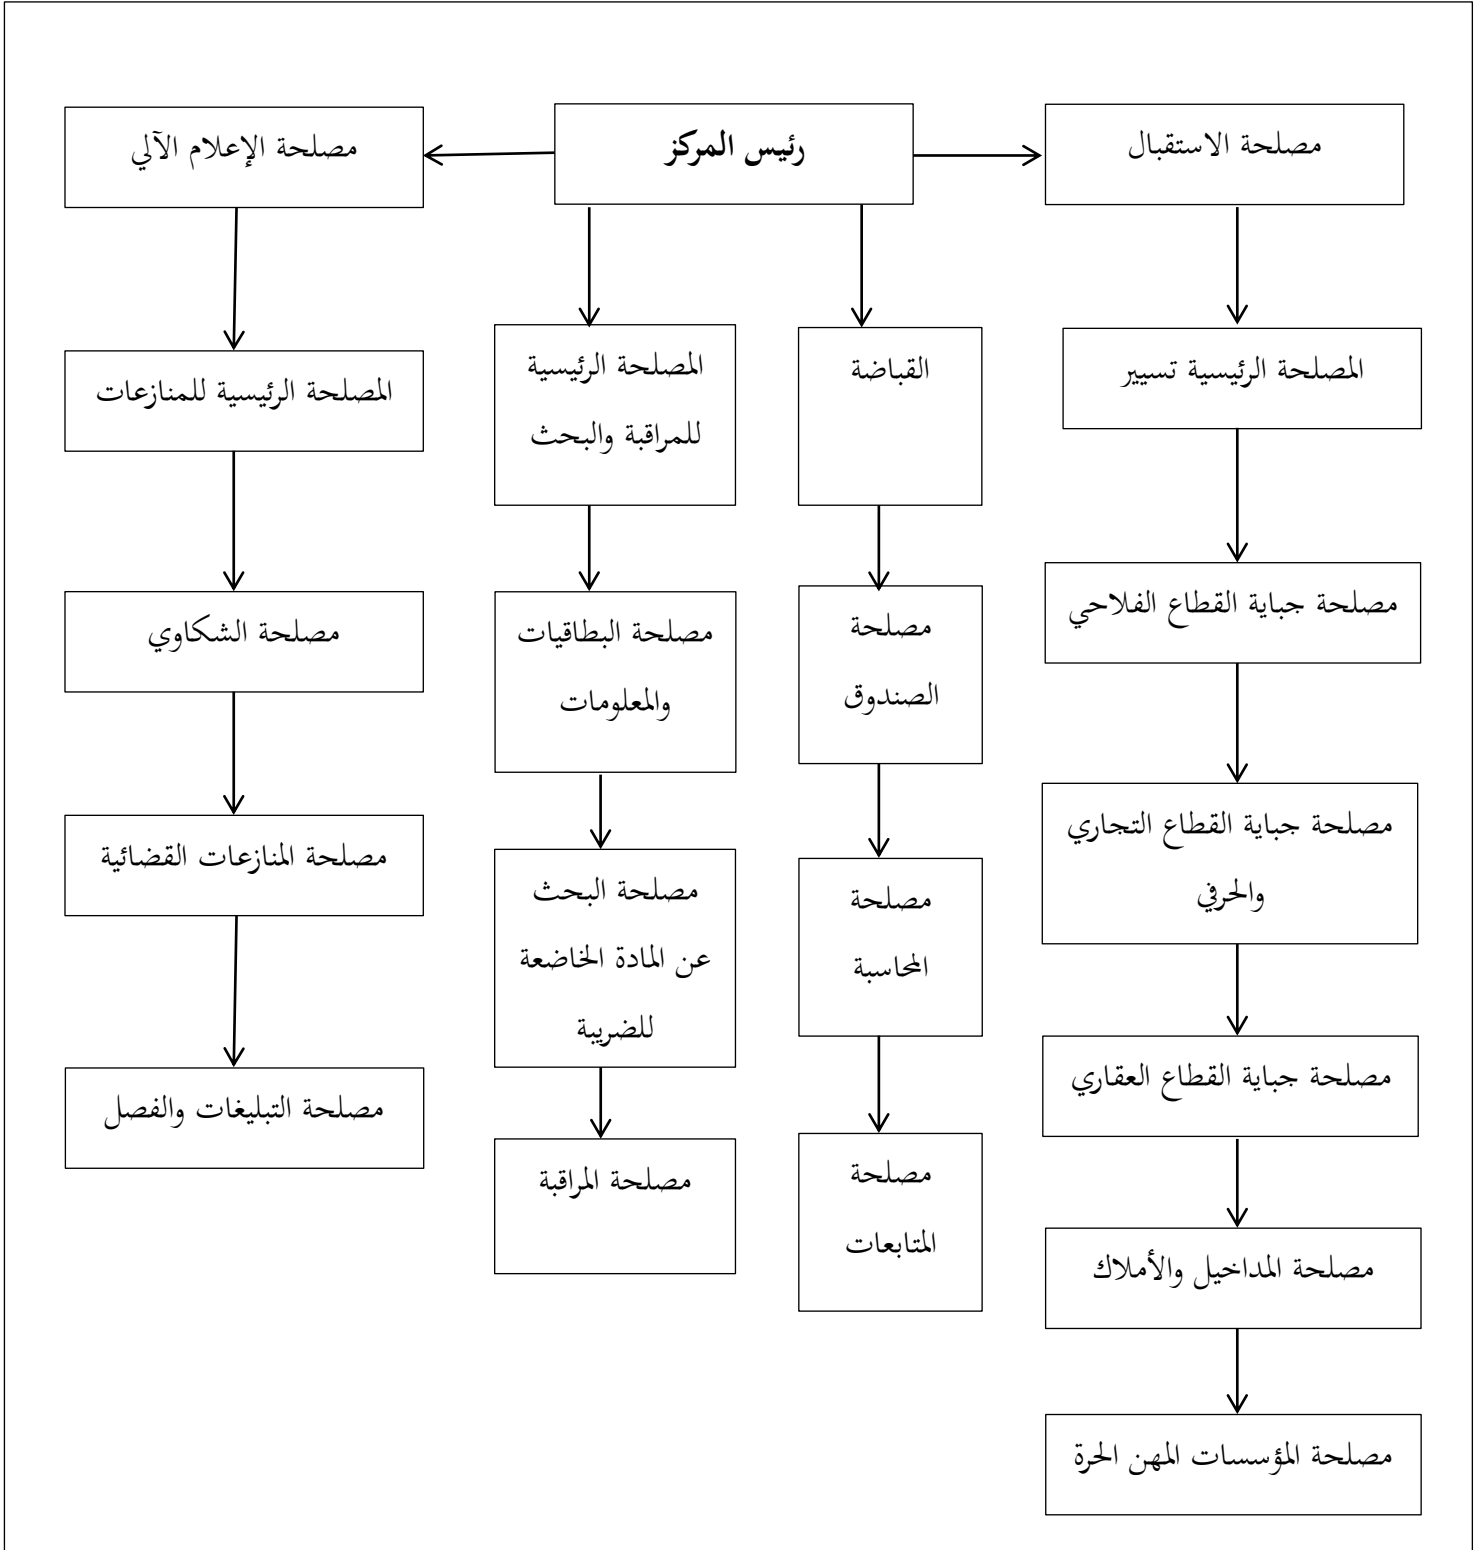 مصلحة الاستقبال
رئيس المركز
مصلحة الإعلام الآلي
المصلحة الرئيسية تسيير
القباضة
المصلحة الرئيسية
للمراقبة والبحث
المصلحة الرئيسية للمنازعات
مصلحة جباية القطاع الفلاحي
مصلحة
الصندوق
مصلحة البطاقيات
والمعلومات
مصلحة الشكاوي
مصلحة جباية القطاع التجاري
والحرفي
مصلحة
المحاسبة
مصلحة البحث
عن المادة الخاضعة
للضريبة
مصلحة المنازعات القضائية
مصلحة جباية القطاع العقاري
مصلحة
المتابعات
مصلحة المراقبة
مصلحة التبليغات والفصل
مصلحة المداخيل والأملاك
مصلحة المؤسسات المهن الحرة